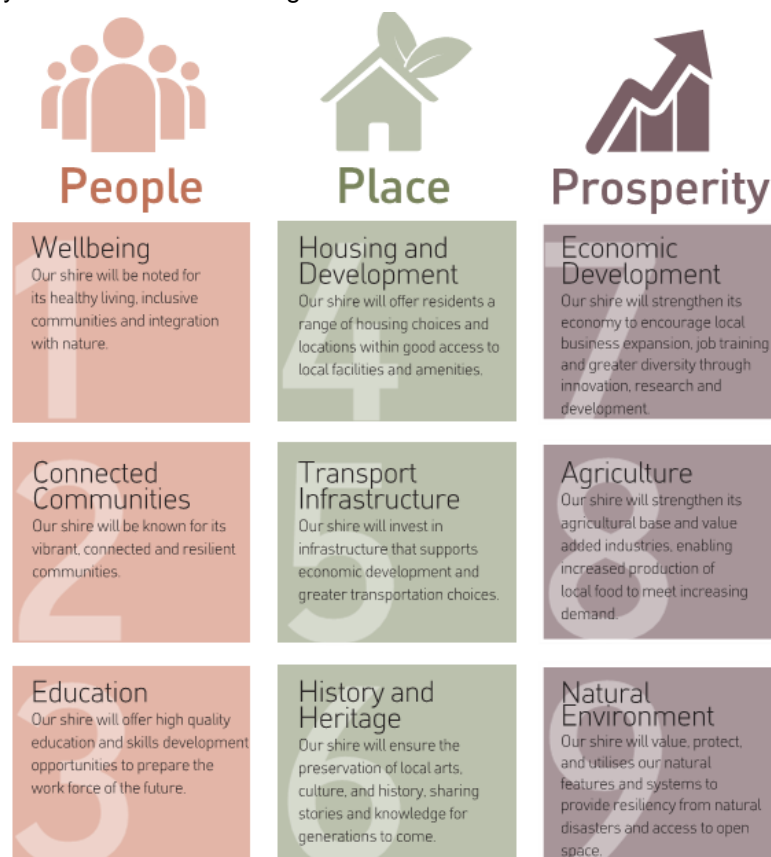 People
Wellbeing
Our shire will be noted for
its healthy living, inclusive
communities and integration
with nature.
1
Connected
Communities
Our shire will be known for its
vibrant, connected and resilient
communities.
2
Education
Our shire will offer high quality
education and skills development
opportunities to prepare the
work force of the future.
3
Place
Housing and
Development
Our shire will offer residents a
range of housing choices and
locations within good access to
local facilities and amenities.
4
Transport
Infrastructure
Our shire will invest in
infrastructure that supports
economic development and
greater transportation choices.
5
History and
Heritage
Our shire will ensure the
preservation of local arts,
culture, and history, sharing
stories and knowledge for
generations to come.
6
Prosperity
Economic
Development
Our shire will strengthen its
economy to encourage local
business expansion, job training
and greater diversity through
innovation, research and
development.
7
Agriculture
Our shire will strengthen its
agricultural base and value
added industries, enabling
increased production of
local food to meet increasing
demand.
8
Natural
Environment
Our shire will value, protect,
and utilises our natural
features and systems to
provide resiliency from natural
disasters and access to open
space.
9